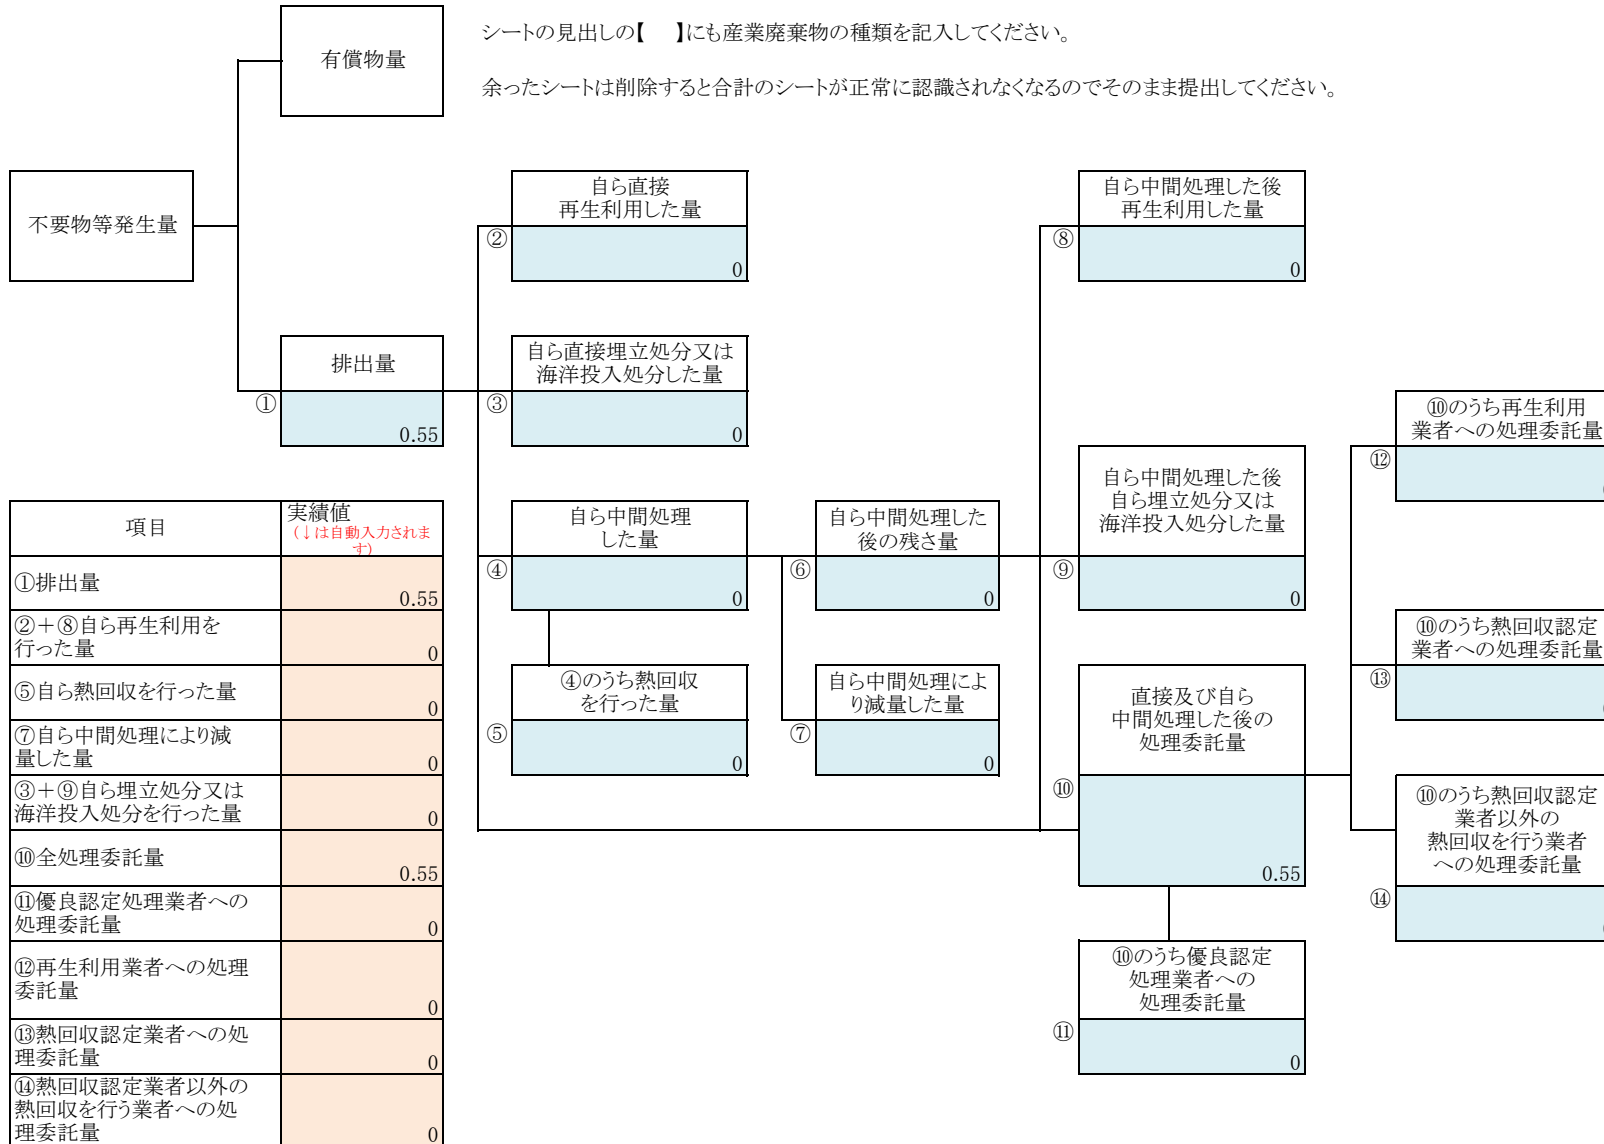 有償物量
シートの見出しの【　】にも産業廃棄物の種類を記入してください。
余ったシートは削除すると合計のシートが正常に認識されなくなるのでそのまま提出してください。
不要物等発生量
自ら直接
再生利用した量
②
0
自ら中間処理した後
再生利用した量
⑧
0
排出量
①
0.55
自ら直接埋立処分又は
海洋投入処分した量
③
0
⑩のうち再生利用
業者への処理委託量
⑫
自ら中間処理
した量
④
0
自ら中間処理した
後の残さ量
⑥
0
自ら中間処理した後
自ら埋立処分又は
海洋投入処分した量
⑨
0
⑩のうち熱回収認定
業者への処理委託量
⑬
④のうち熱回収
を行った量
⑤
0
自ら中間処理によ
り減量した量
⑦
0
直接及び自ら
中間処理した後の
処理委託量
⑩
0.55
⑩のうち熱回収認定
業者以外の
熱回収を行う業者
への処理委託量
⑭
⑩のうち優良認定
処理業者への
処理委託量
⑪
0
項目
実績値
(↓は自動入力されま
す)
①排出量
0.55
②＋⑧自ら再生利用を
行った量
0
⑤自ら熱回収を行った量
0
⑦自ら中間処理により減
量した量
0
③＋⑨自ら埋立処分又は
海洋投入処分を行った量
0
⑩全処理委託量
0.55
⑪優良認定処理業者への
処理委託量
0
⑫再生利用業者への処理
委託量
0
⑬熱回収認定業者への処
理委託量
0
⑭熱回収認定業者以外の
熱回収を行う業者への処
理委託量
0